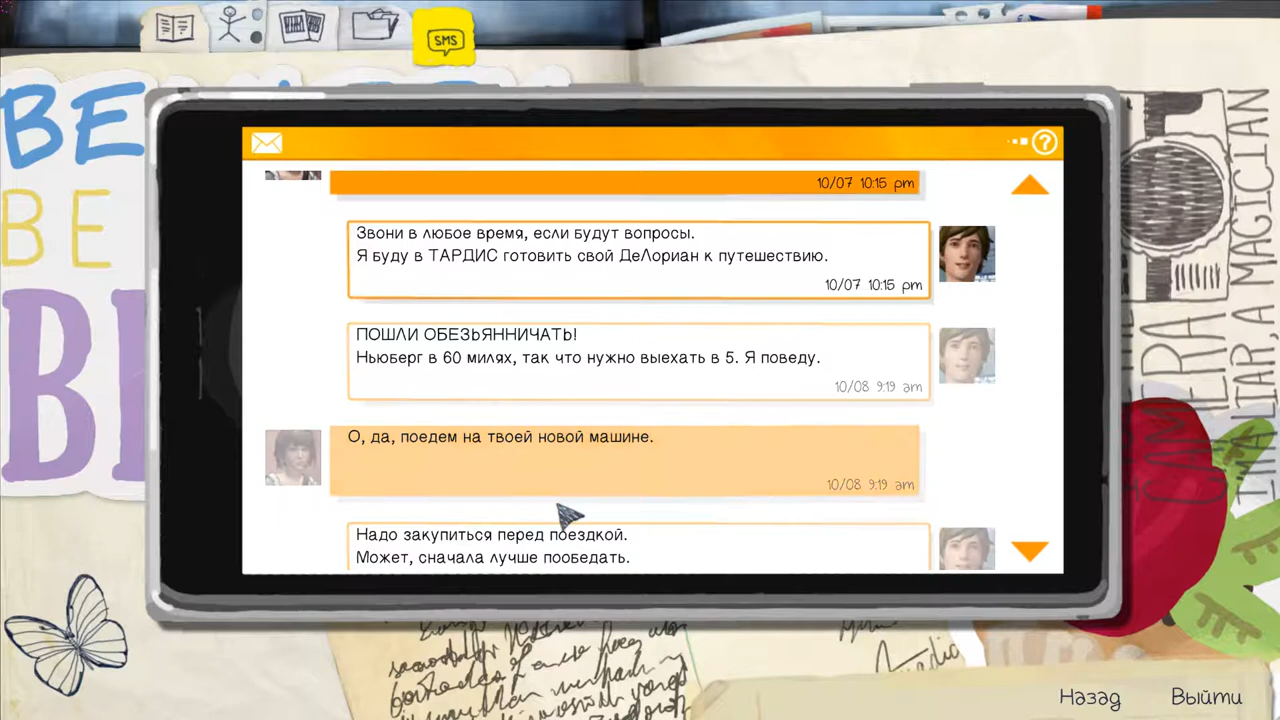 SMS
10/07 10:15 pm
Звони в любое время, если будут вопросы.
Я буду в ТАРДИС готовить свой ДеЛориан к путешествию.
10/07 10:15 pm
ПОШЛИ ОБЕЗЬЯННИЧАТЬ!
Ньюберг в 60 милях, так что нужно выехать в 5. Я поведу.
10/08 9:19 am
О, да, поедем на твоей новой машине.
10/08 9:19 am
Надо закупиться перед поездкой.
Может, сначала лучше пообедать.
BE
BE
Назад
Выйти